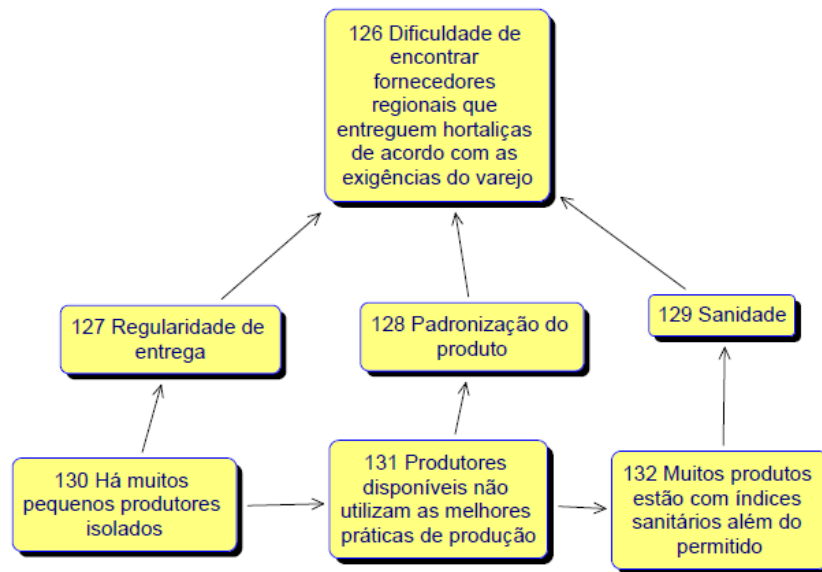 126 Dificuldade de
encontrar
fornecedores
regionais que
entreguem hortaliças
de acordo com as
exigências do varejo
127 Regularidade de
entrega
128 Padronização do
produto
129 Sanidade
130 Há muitos
pequenos produtores
isolados
131 Produtores
disponíveis não
utilizam as melhores
práticas de produção
132 Muitos produtos
estão com índices
sanitários além do
permitido